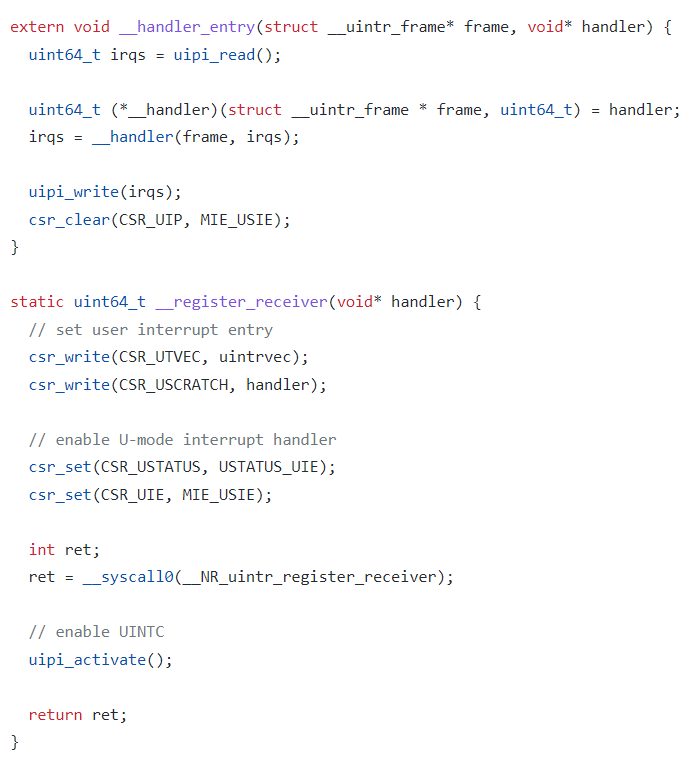 extern void __handler_entry(struct __uintr_frame* frame, void* handler) {
  uint64_t irqs = uipi_read();

  uint64_t (*__handler)(struct __uintr_frame * frame, uint64_t) = handler;
  irqs = __handler(frame, irqs);

  uipi_write(irqs);
  csr_clear(CSR_UIP, MIE_USIE);
}

static uint64_t __register_receiver(void* handler) {
  // set user interrupt entry
  csr_write(CSR_UTVEC, uintrvec);
  csr_write(CSR_USCRATCH, handler);

  // enable U-mode interrupt handler
  csr_set(CSR_USTATUS, USTATUS_UIE);
  csr_set(CSR_UIE, MIE_USIE);

  int ret;
  ret = __syscall0(__NR_uintr_register_receiver);

  // enable UINTC
  uipi_activate();

  return ret;
}